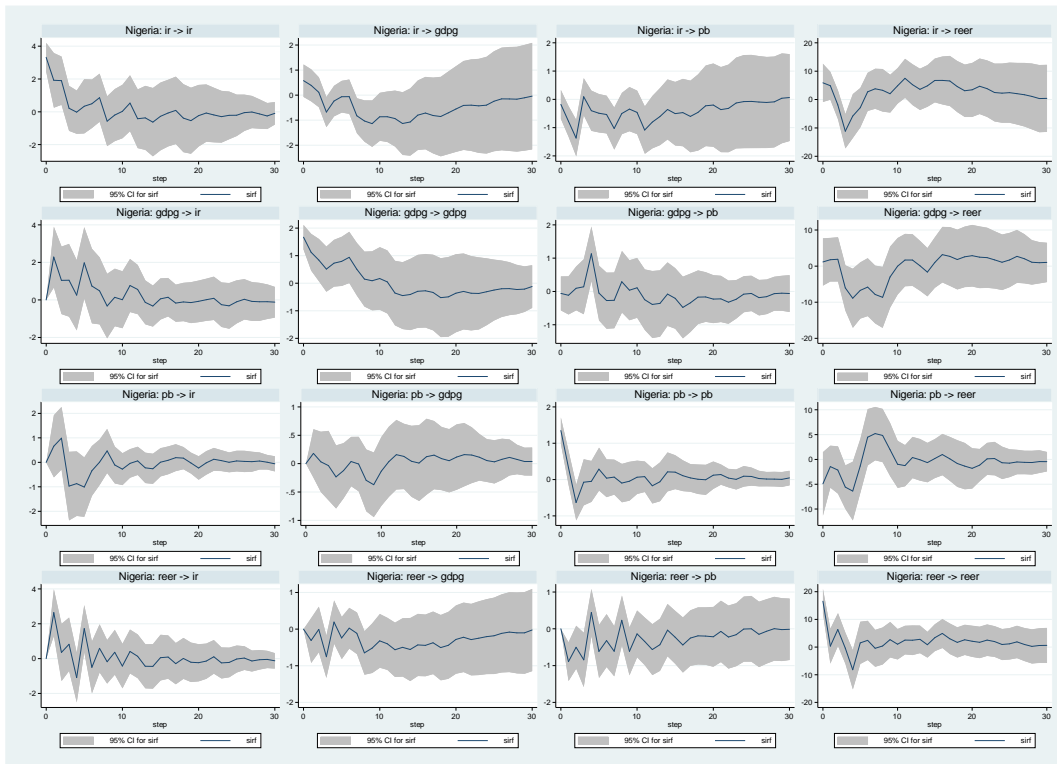 Nigeria: ir -> ir
Nigeria: ir -> gdpg
Nigeria: ir -> pb
Nigeria: ir -> reer
4
2
0
-2
2
1
0
-1
-2
2
1
0
-1
-2
20
10
0
-10
-20
0 10 20 30
0 10 20 30
0 10 20 30
0 10 20 30
step
step
step
step
95% CI for sirf sirf
95% CI for sirf sirf
95% CI for sirf sirf
95% CI for sirf sirf
Nigeria: gdpg -> ir
Nigeria: gdpg -> gdpg
Nigeria: gdpg -> pb
Nigeria: gdpg -> reer
4
2
0
-2
2
1
0
-1
-2
2
1
0
-1
10
0
-10
-20
0 10 20 30
0 10 20 30
0 10 20 30
0 10 20 30
step
step
step
step
95% CI for sirf sirf
95% CI for sirf sirf
95% CI for sirf sirf
95% CI for sirf sirf
Nigeria: pb -> ir
Nigeria: pb -> gdpg
Nigeria: pb -> pb
Nigeria: pb -> reer
2
1
0
-1
-2
1
.5
0
-.5
-1
2
1
0
-1
10
5
0
-5
-10
0 10 20 30
0 10 20 30
0 10 20 30
0 10 20 30
step
step
step
step
95% CI for sirf sirf
95% CI for sirf sirf
95% CI for sirf sirf
95% CI for sirf sirf
Nigeria: reer -> ir
Nigeria: reer -> gdpg
Nigeria: reer -> pb
Nigeria: reer -> reer
4
2
0
-2
1
0
-1
-2
1
0
-1
-2
20
10
0
-10
-20
0 10 20 30
0 10 20 30
0 10 20 30
0 10 20 30
step
step
step
step
95% CI for sirf sirf
95% CI for sirf sirf
95% CI for sirf sirf
95% CI for sirf sirf